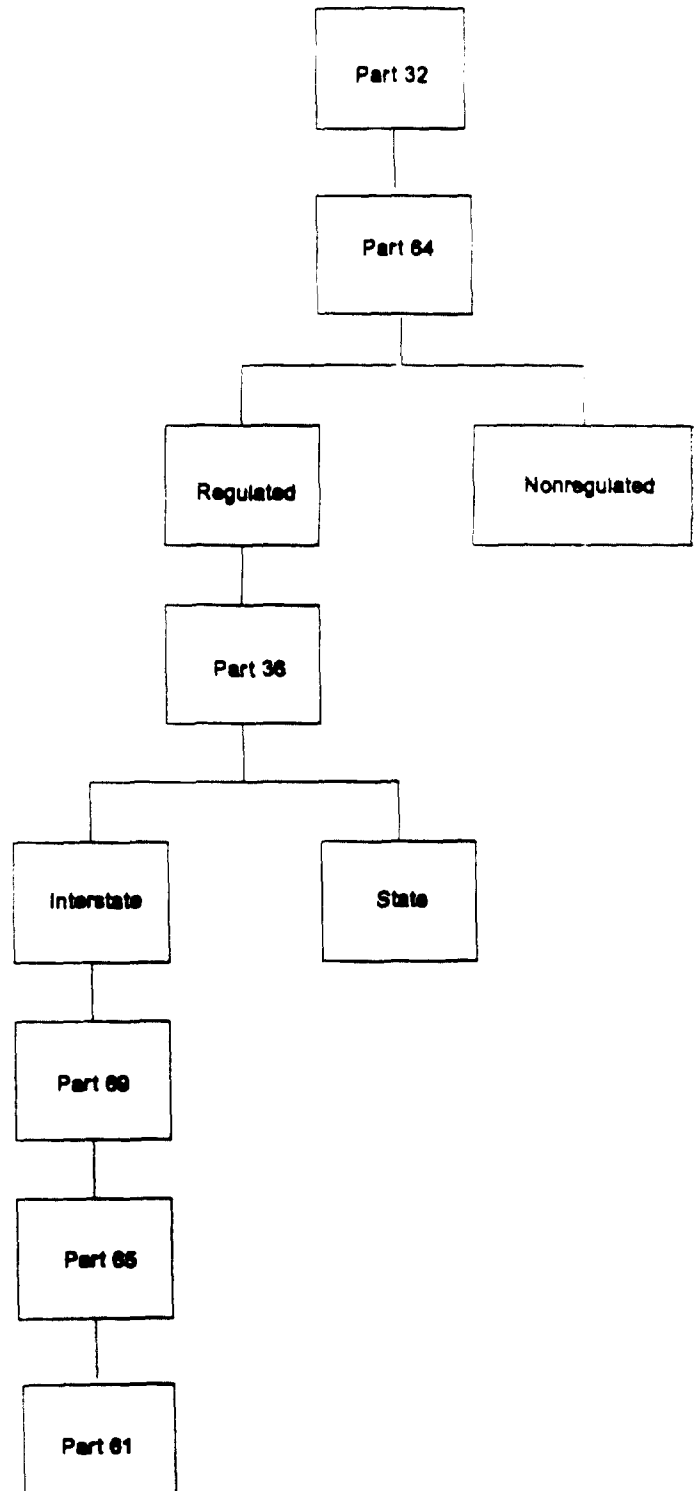 Part 32
Part 64
Regulated
Nonregulated
Part 36
Interstate
State
Part 69
Part 65
Part 61